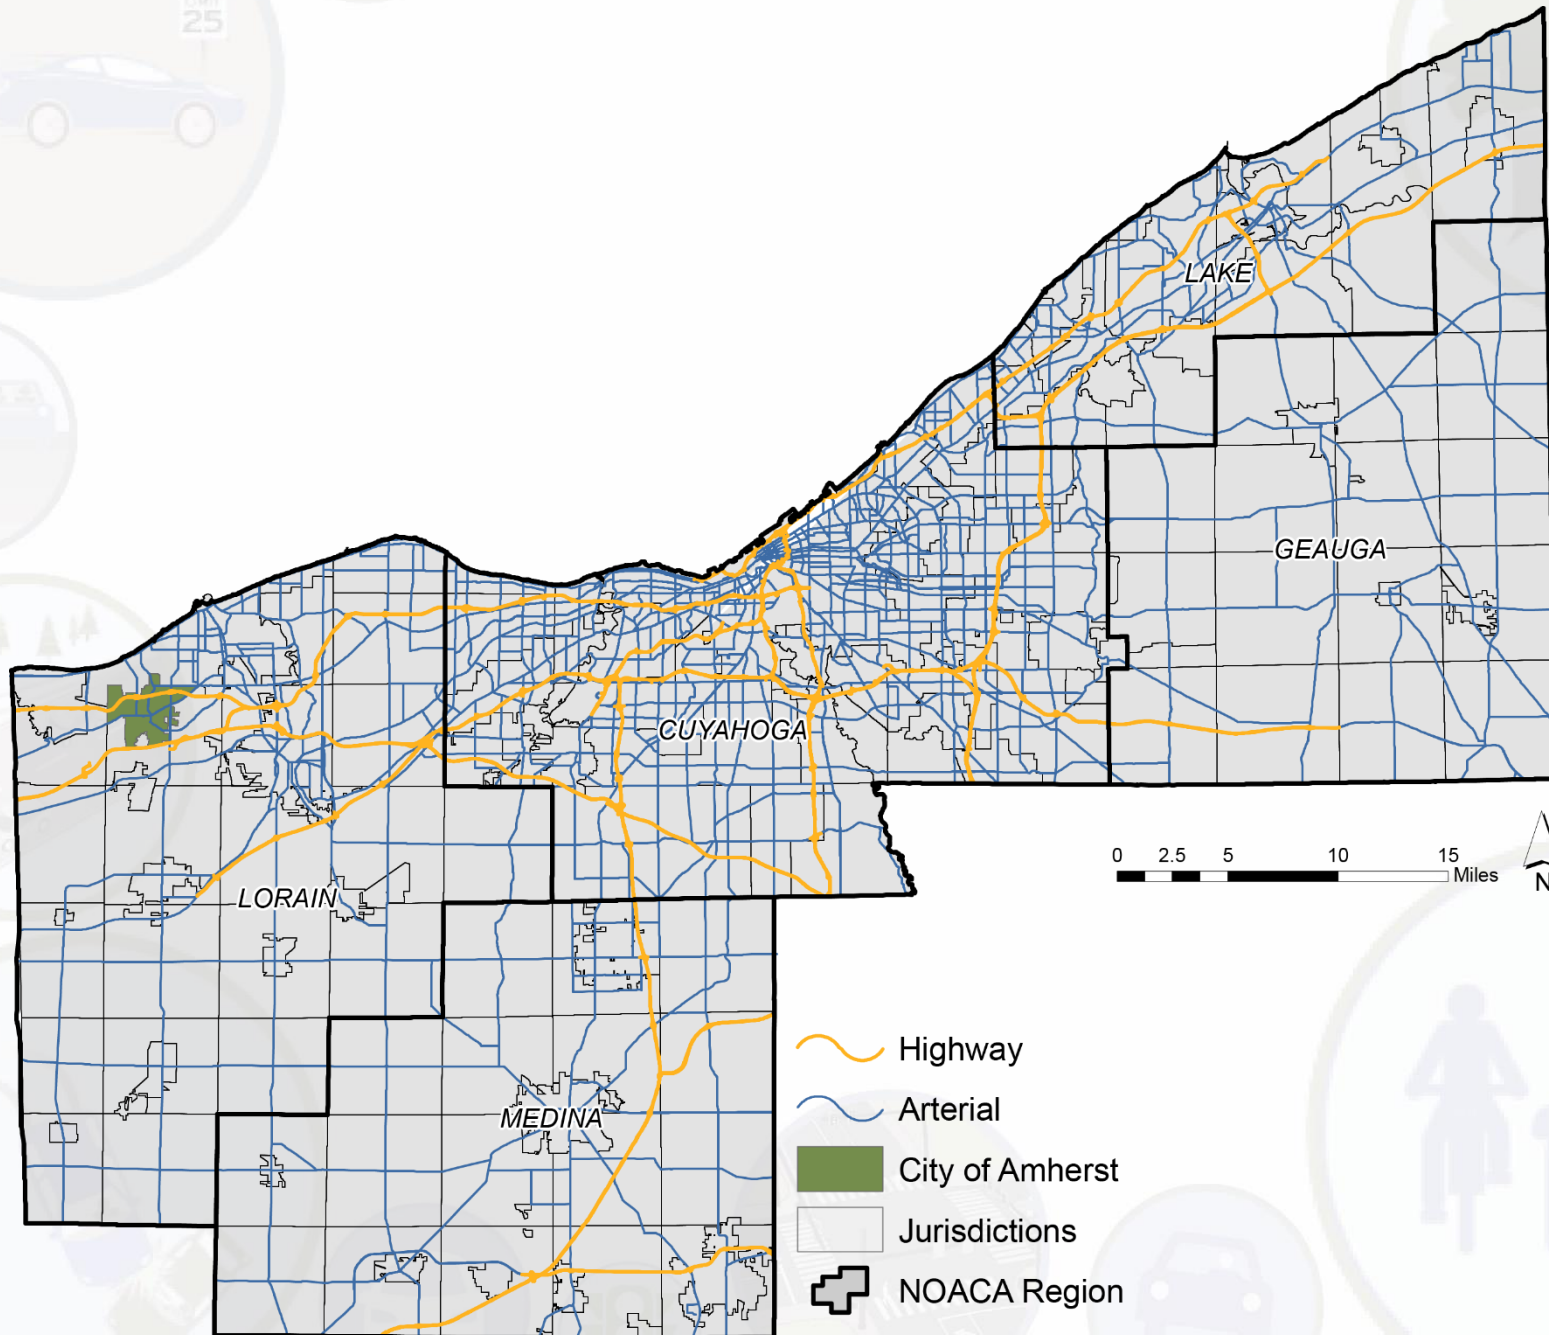 25
LAKE
GEAUGA
CUYAHOGA
LORAIN
MEDINA
0 2.5 5 10 15
Miles
N
Highway
Arterial
City of Amherst
Jurisdictions
NOACA Region